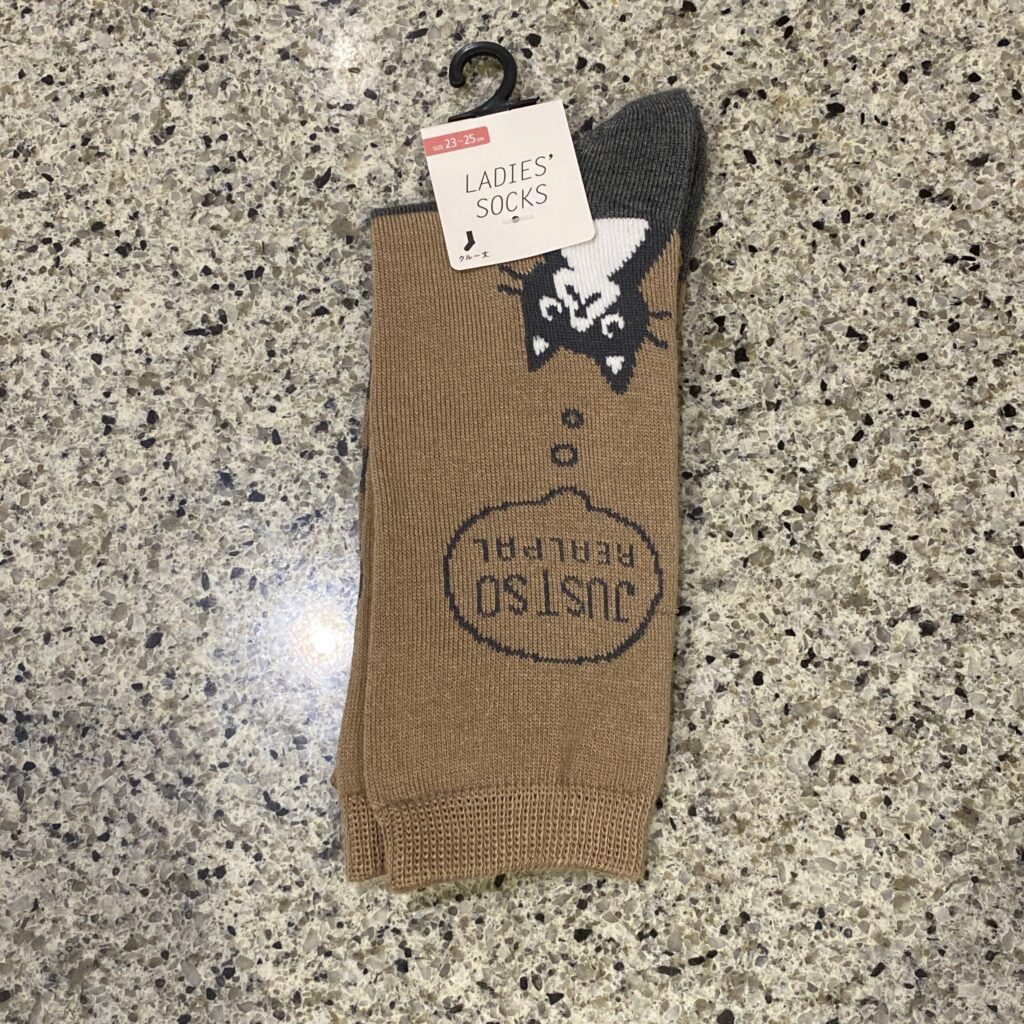 SIZE 23-25cm
LADIES'
SOCKS
クルー丈
JUST SO
REAL PAL